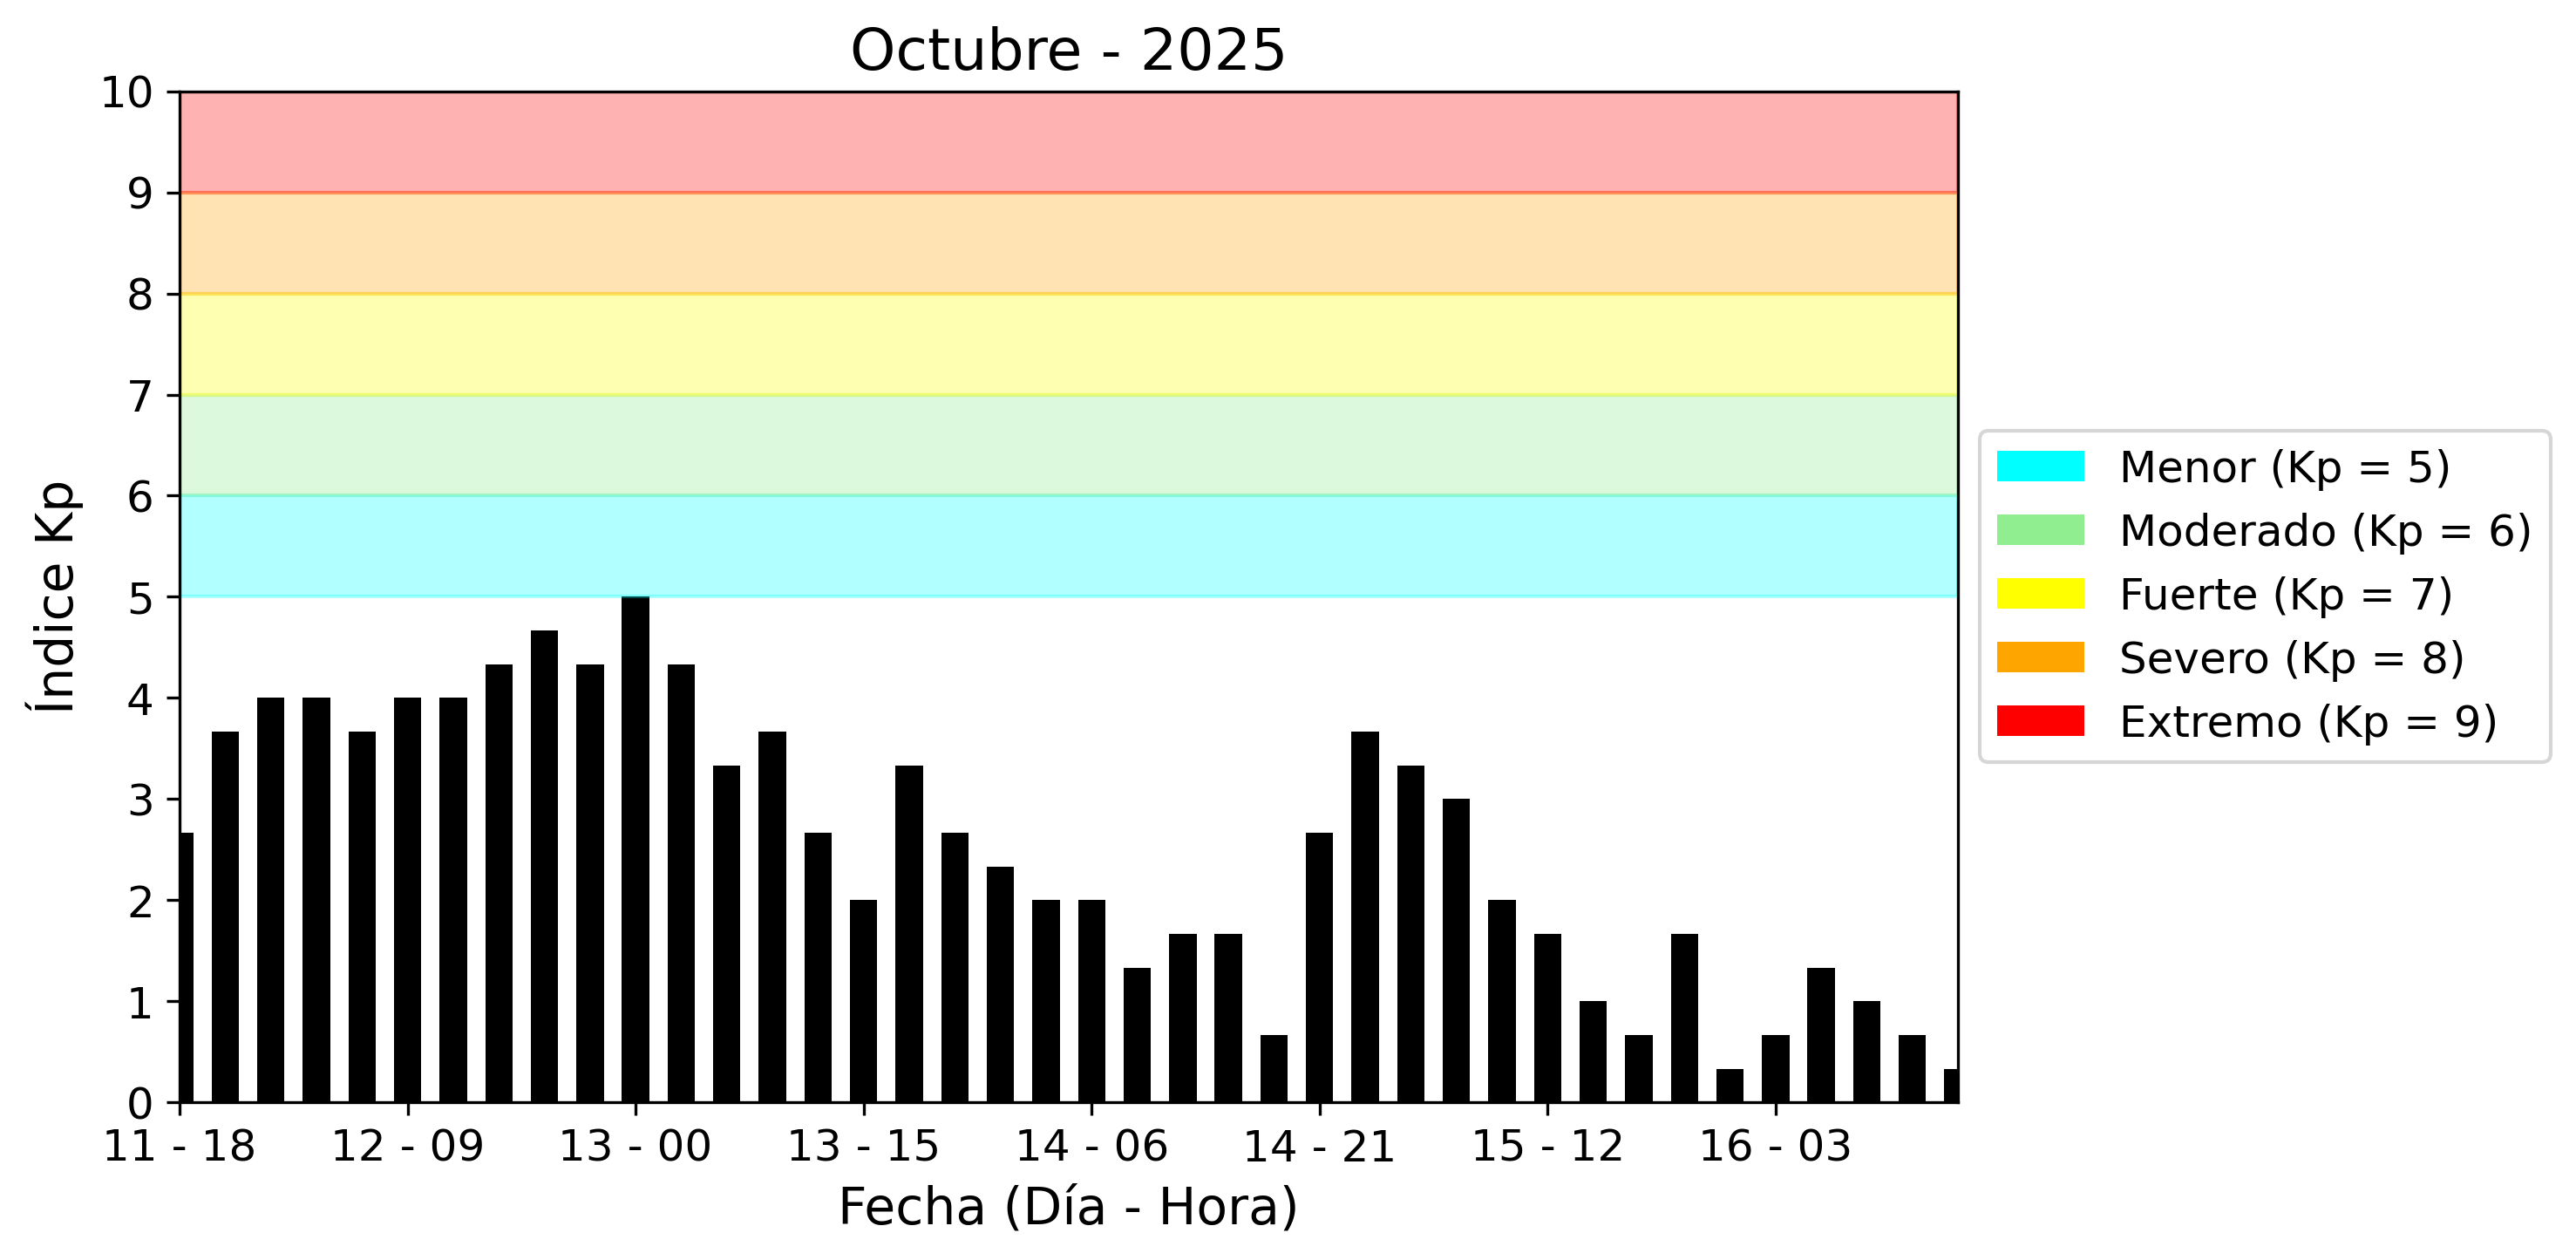 Octubre - 2025
10
9
8
7
6
5
4
3
2
1
0
Índice Kp
11 - 18
12 - 09
13 - 00
13 - 15
14 - 06
14 - 21
15 - 12
16 - 03
Fecha (Día - Hora)
Menor (Kp = 5)
Moderado (Kp = 6)
Fuerte (Kp = 7)
Severo (Kp = 8)
Extremo (Kp = 9)